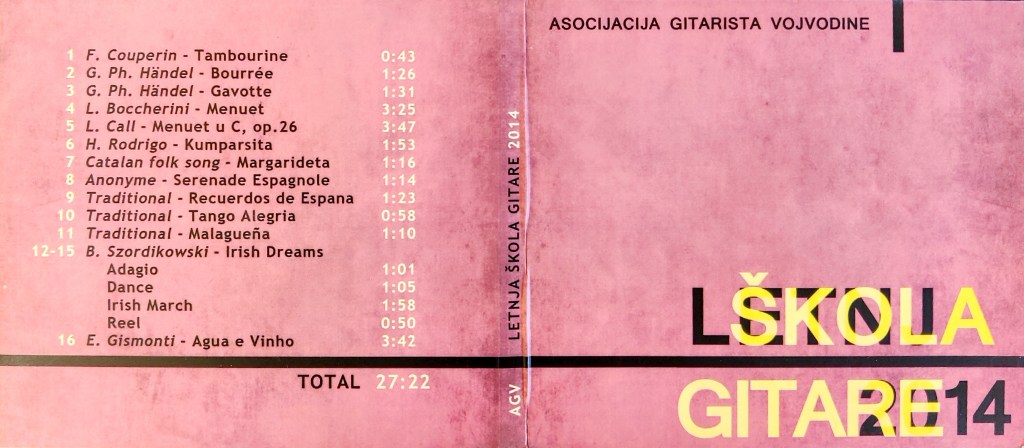 1 F. Couperin - Tambourine 0:43
2 G. Ph. Händel - Bourrée 1:26
3 G. Ph. Händel - Gavotte 1:31
4 L. Boccherini - Menuet 3:25
5 L. Call - Menuet u C, op.26 3:47
6 H. Rodrigo - Kumparsita 1:53
7 Catalan folk song - Margarideta 1:16
8 Anonyme - Serenade Espagnole 1:14
9 Traditional - Recuerdos de Espana 1:23
10 Traditional - Tango Alegria 0:58
11 Traditional - Malagueña 1:10
12-15 B. Szordikowski - Irish Dreams
Adagio 1:01
Dance 1:05
Irish March 1:58
Reel 0:50
16 E. Gismonti - Agua e Vinho 3:42
TOTAL 27:22
AGV LETNJA ŠKOLA GITARE 2014
ASOCIJACIJA GITARISTA VOJVODINE
LETNJA
ŠKOLA
GITARE
2014